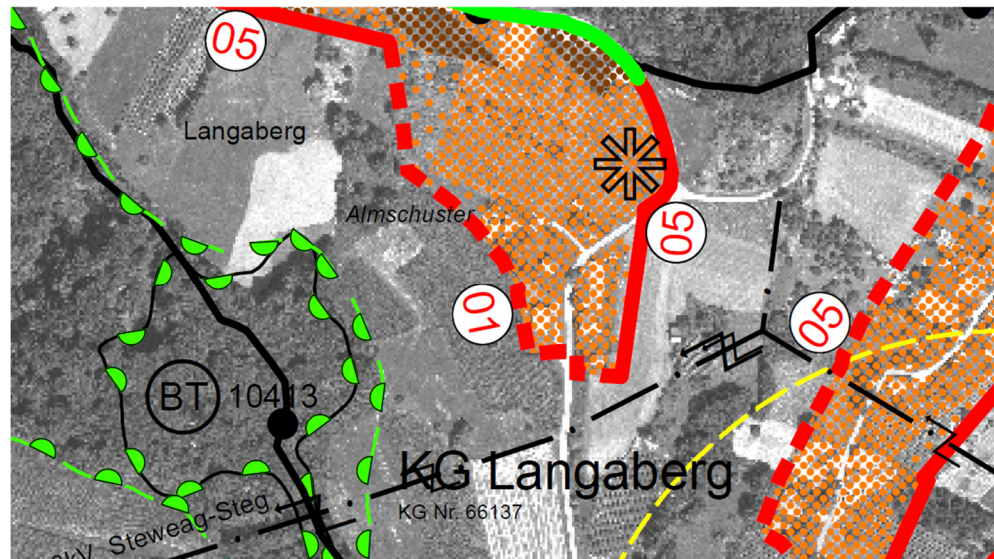 05
Langaberg
Almschuster
05
01
05
BT 10413
KG Langaberg
KG Nr. 66137
Steweag-Steg